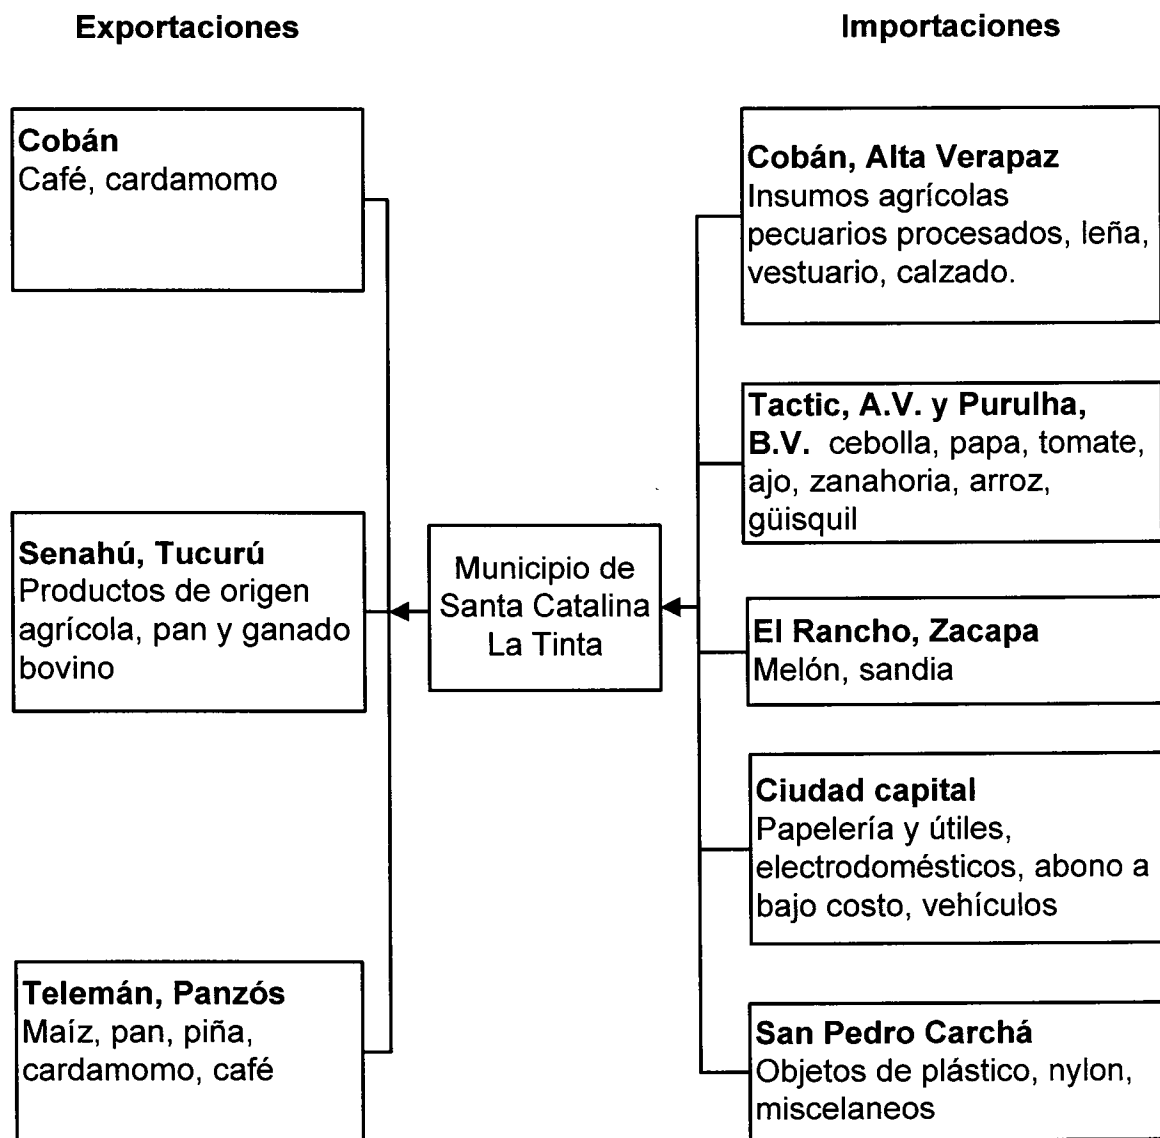 Exportaciones
Importaciones
Cobán
Café, cardamomo
Senahú, Tucurú
Productos de origen
agrícola, pan y ganado
bovino
Telemán, Panzós
Maíz, pan, piña,
cardamomo, café
Municipio de
Santa Catalina
La Tinta
Cobán, Alta Verapaz
Insumos agrícolas
pecuarios procesados, leña,
vestuario, calzado.
Tactic, A.V. y Purulha,
B.V. cebolla, papa, tomate,
ajo, zanahoria, arroz,
güisquil
El Rancho, Zacapa
Melón, sandia
Ciudad capital
Papelería y útiles,
electrodomésticos, abono a
bajo costo, vehículos
San Pedro Carchá
Objetos de plástico, nylon,
miscelaneos